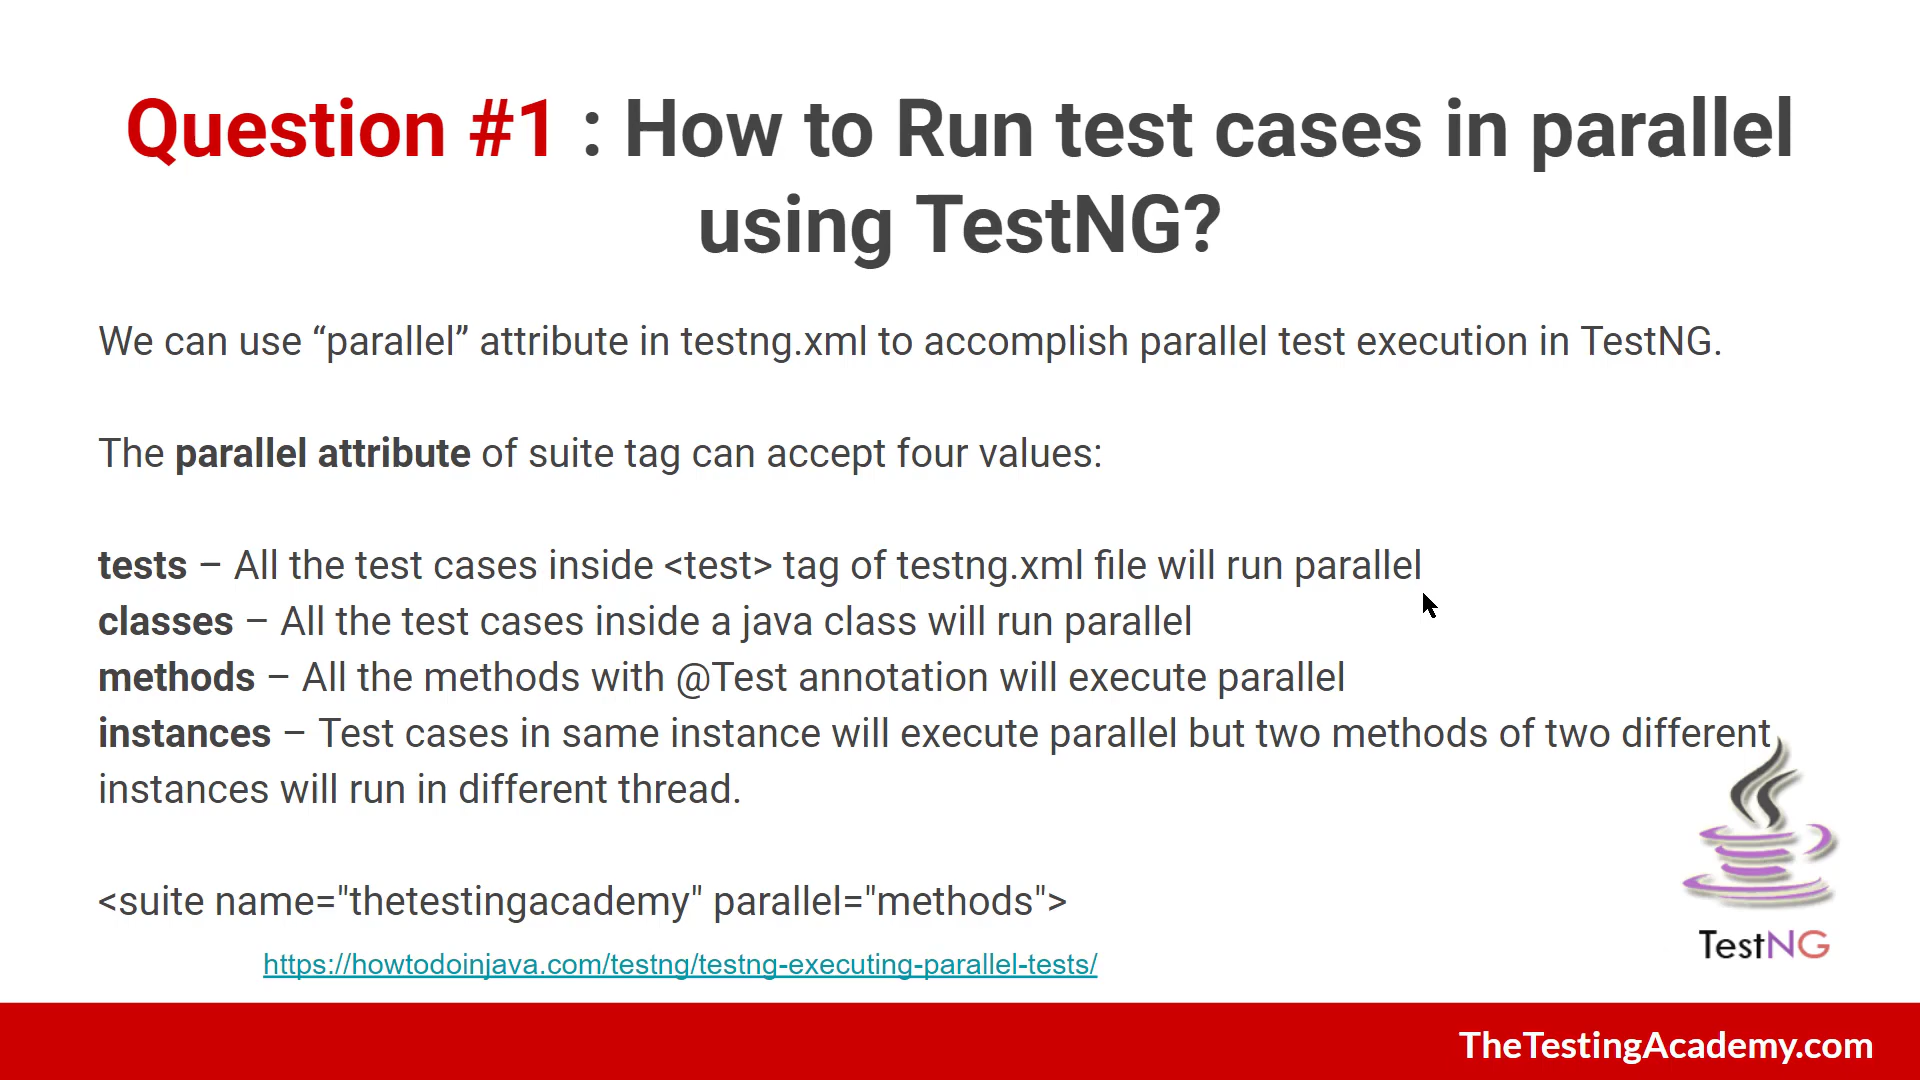 Question #1 : How to Run test cases in parallel
using TestNG?
We can use “parallel” attribute in testng.xml to accomplish parallel test execution in TestNG.
The parallel attribute of suite tag can accept four values:
tests – All the test cases inside <test> tag of testng.xml file will run parallel
classes – All the test cases inside a java class will run parallel
methods – All the methods with @Test annotation will execute parallel
instances – Test cases in same instance will execute parallel but two methods of two different
instances will run in different thread.
<suite name="thetestingacademy" parallel="methods">
https://howtodoinjava.com/testng/testng-executing-parallel-tests/
TestNG
TheTestingAcademy.com